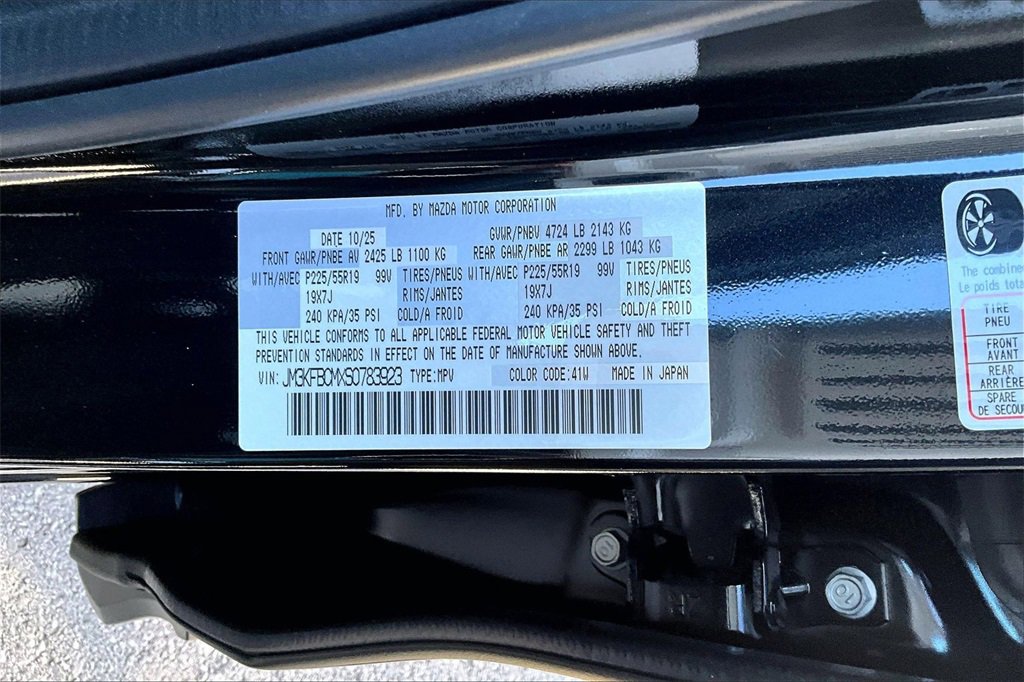 MFD. BY MAZDA MOTOR CORPORATION
DATE 10/25 GVWR/PNBV 4724 LB 2143 KG
FRONT GAWR/PNBE AV 2425 LB 1100 KG REAR GAWR/PNBE AR 2299 LB 1043 KG
WITH/AVEC P225/55R19 99V TIRES/PNEUS WITH/AVEC P225/55R19 99V TIRES/PNEUS
19X7J RIMS/JANTES 19X7J RIMS/JANTES
240 KPA/35 PSI COLD/A FROID 240 KPA/35 PSI COLD/A FROID
THIS VEHICLE CONFORMS TO ALL APPLICABLE FEDERAL MOTOR VEHICLE SAFETY AND THEFT
PREVENTION STANDARDS IN EFFECT ON THE DATE OF MANUFACTURE SHOWN ABOVE.
VIN: JM3KFBCMXS0783923 TYPE:MPV COLOR CODE:41W MADE IN JAPAN
The combine
Le poids tota
TIRE
PNEU
FRONT
AVANT
REAR
ARRIÈRE
SPARE
DE SECOU